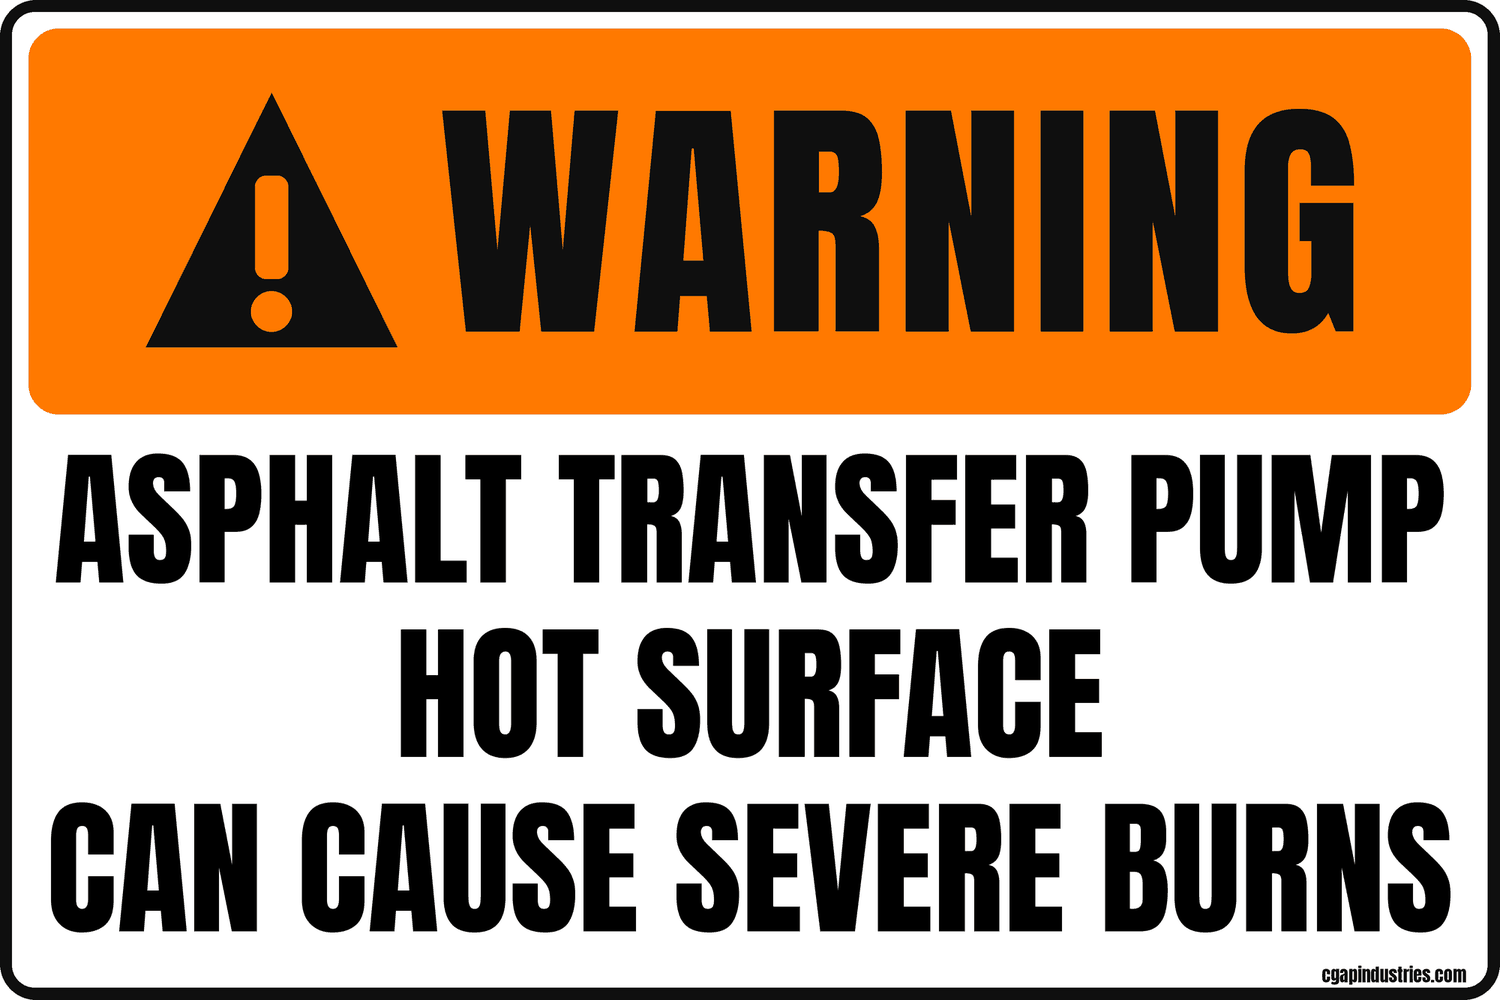 WARNING
ASPHALT TRANSFER PUMP
HOT SURFACE
CAN CAUSE SEVERE BURNS
cgapindustries.com